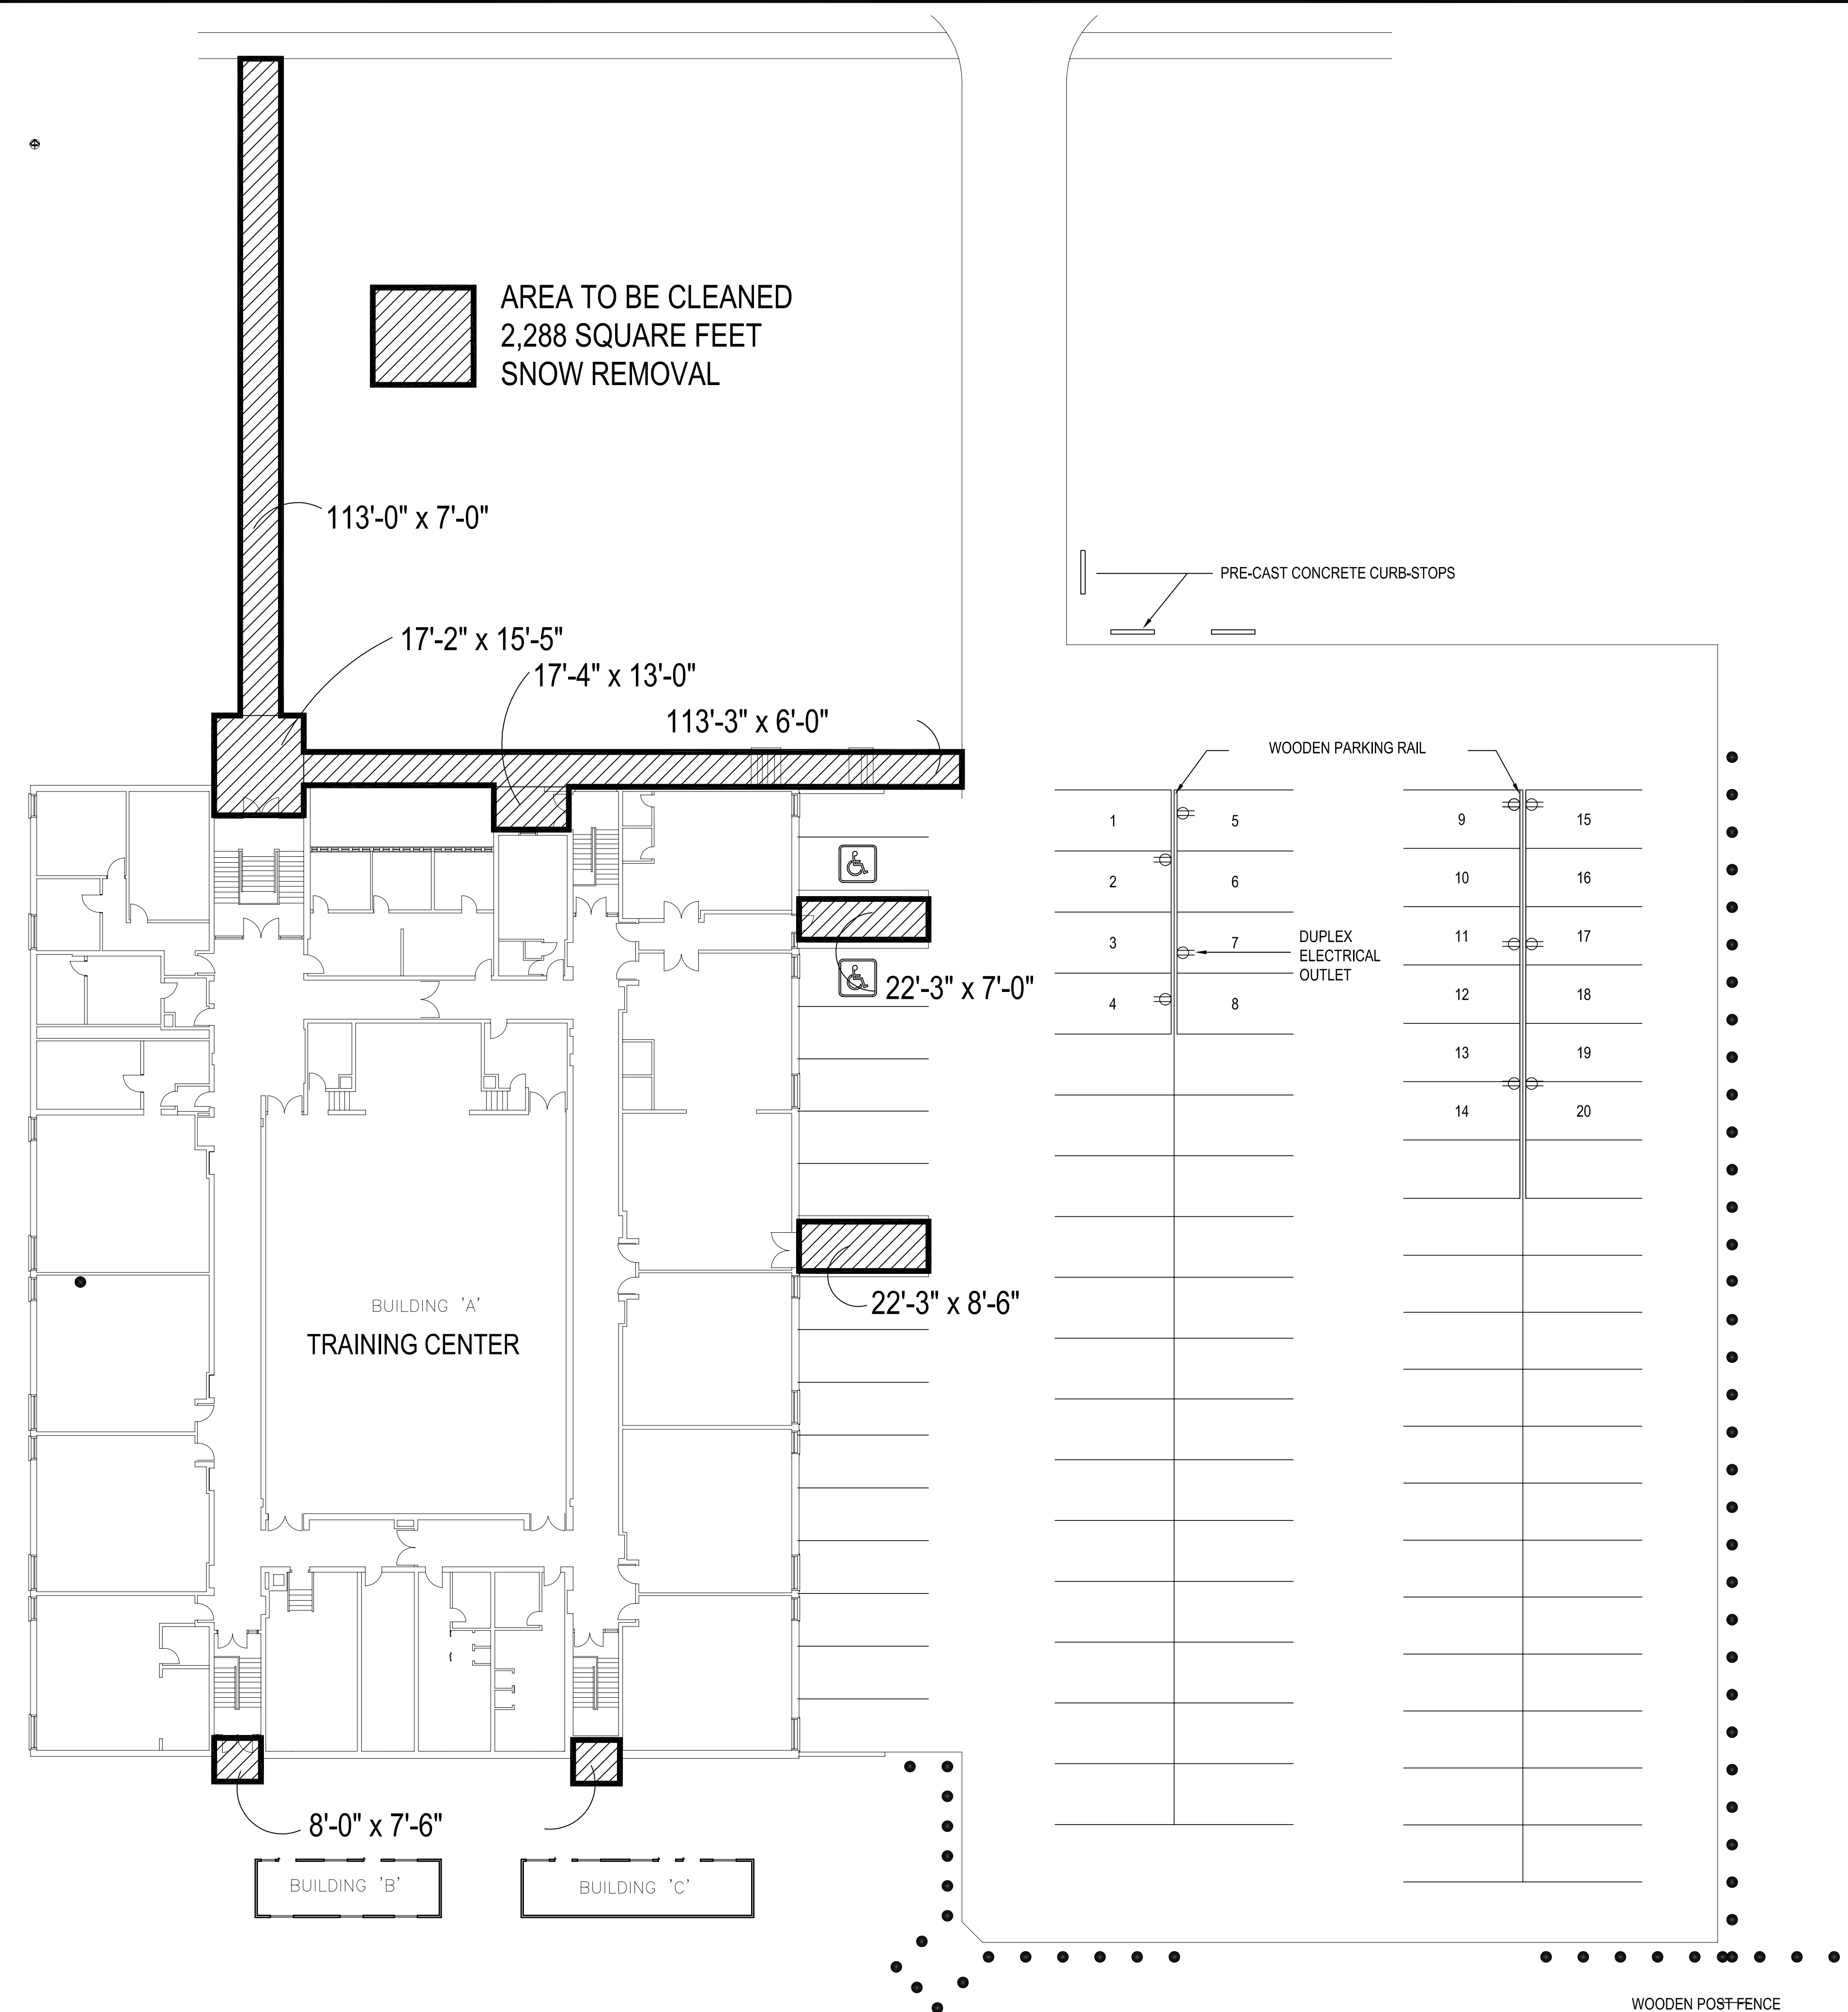 AREA TO BE CLEANED
2,288 SQUARE FEET
SNOW REMOVAL
113'-0" x 7'-0"
PRE-CAST CONCRETE CURB-STOPS
17'-2" x 15'-5"
17'-4" x 13'-0"
113'-3" x 6'-0"
WOODEN PARKING RAIL
1
5
9
15
2
6
10
16
3
7
11
17
DUPLEX
ELECTRICAL
OUTLET
22'-3" x 7'-0"
4
8
12
18
13
19
14
20
22'-3" x 8'-6"
BUILDING 'A'
TRAINING CENTER
8'-0" x 7'-6"
BUILDING 'B'
BUILDING 'C'
WOODEN POST FENCE